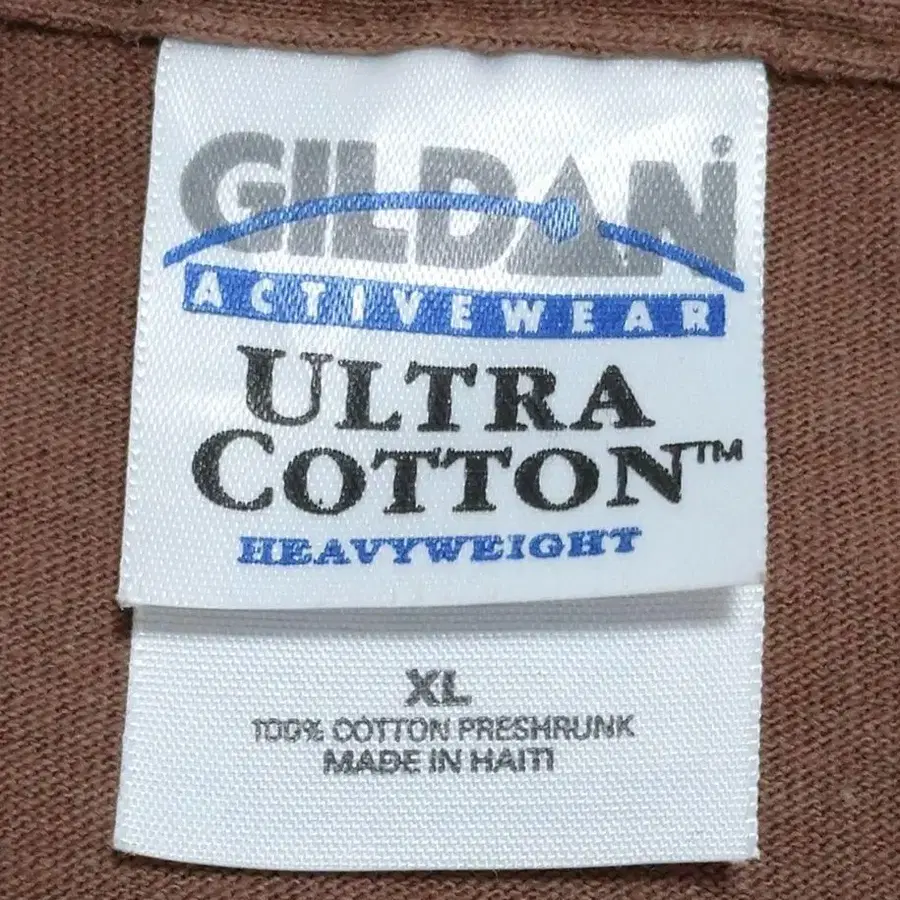 GILDAN®
ACTIVEWEAR
ULTRA
COTTON™
HEAVYWEIGHT
XL
100% COTTON PRESHRUNK
MADE IN HAITI